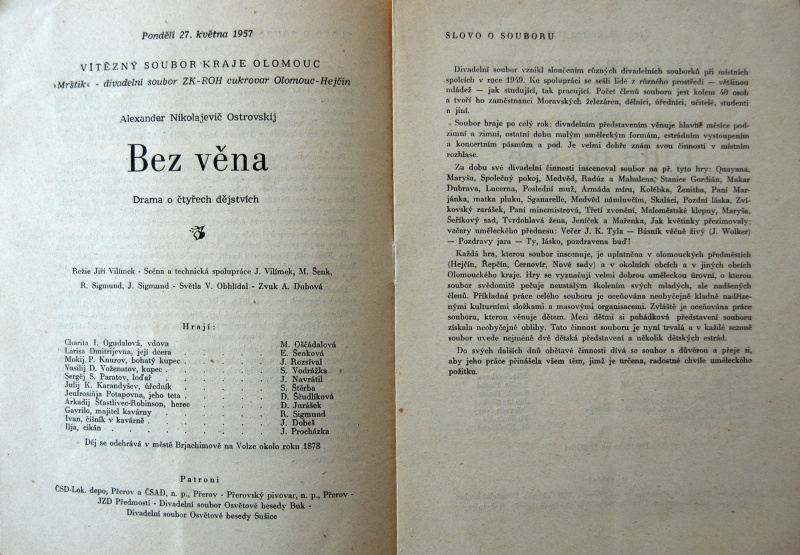 Pondělí 27. května 1957
VÍTĚZNÝ SOUBOR KRAJE OLOMOUC
»Mrštík« - divadelní soubor ZK-ROH cukrovar Olomouc-Hejčín
Alexander Nikolajevič Ostrovskij
Bez věna
Drama o čtyřech dějstvích
Režie Jiří Vilímek - Scéna a technická spolupráce J. Vilímek, M. Šenk,
R. Sigmund, J. Sigmund - Světla V. Obhlídal - Zvuk A. Dubová
Hrají:
Charita I. Ogudalová, vdova M. Oščádalová
Larisa Dmitrijevna, její dcera . . . . . E. Šenková
Mokij P. Knurov, bohatý kupec . . . . . J. Rozsíval
Vasilij D. Voženatov, kupec . . . . . S. Vodrážka
Sergěj S. Paratov, loďař . . . . . J. Navrátil
Julij K. Karandyšev, úředník . . . . . S. Štěrba
Jeufrosiňja Potapovna, jeho teta . . . . . D. Ščudlíková
Arkadij Šťastlivec-Robinson, herec . . . . . D. Jurášek
Gavrilo, majitel kavárny . . . . . R. Sigmund
Ivan, číšník v kavárně . . . . . J. Dobeš
Ilja, cikán . . . . . J. Procházka
Děj se odehrává v městě Brjachimově na Volze okolo roku 1878
Patroni
ČSD-Lok. depo, Přerov a ČSAD, n. p., Přerov - Přerovský pivovar, n. p., Přerov -
JZD Předmostí - Divadelní soubor Osvětové besedy Buk -
Divadelní soubor Osvětové besedy Sušice
SLOVO O SOUBORU
Divadelní soubor vznikl sloučením různých divadelních souborků při místních
spolcích v roce 1949. Ke spolupráci se sešli lidé z různého prostředí — většinou
mládež — jak studující, tak pracující. Počet členů souboru jest kolem 40 osob
a tvoří ho zaměstnanci Moravských železáren, dělníci, úředníci, učitelé, studenti
a jiní.
Soubor hraje po celý rok; divadelním představením věnuje hlavně měsíce pod-
zimní a zimní, ostatní dobu malým uměleckým formám, estrádním vystoupením
a koncertním pásmům a pod. Je velmi dobře znám svou činností v místním
rozhlase.
Za dobu své divadelní činnosti inscenoval soubor na př. tyto hry: Quayana,
Maryša, Společný pokoj, Medvěd, Radúz a Mahulena, Stanice Gordian, Makar
Dubrava, Lucerna, Poslední muž, Armáda míru, Kolébka, Ženitba, Paní Mar-
jánka, matka pluku, Sganarelle, Medvěd námluvčím, Skaláci, Pozdní láska, Zví-
kovský rarášek, Paní mincmistrová, Třetí zvonění, Maloměstské klepny, Maryša,
Šeříkový sad, Tvrdohlavá žena, Jeníček a Mařenka, Jak květinky přezimovaly;
večery uměleckého přednesu: Večer J. K. Tyla — Básník věčně živý (J. Wolker)
— Pozdravy jara — Ty, lásko, pozdravena buď!
Každá hra, kterou soubor inscenuje, je uplatněna v olomouckých předměstích
(Hejčín, Řepčín, Černovír, Nové sady) a v okolních obcích a v jiných obcích
Olomouckého kraje. Hry se vyznačují velmi dobrou uměleckou úrovní, o kterou
soubor svědomitě pečuje neustálým školením svých mladých, ale nadšených
členů. Příkladná práce celého souboru je oceňována neobyčejně kladně nadříze-
nými kulturními složkami a masovými organisacemi. Zvláště je oceňována práce
souboru, kterou věnuje dětem. Mezi dětmi si pohádková představení souboru
získala neobyčejné obliby. Tato činnost souboru je nyní trvalá a v každé sezoně
soubor uvede nejméně dvě dětská představení a několik dětských estrád.
Do svých dalších dnů obětavé činnosti dívá se soubor s důvěrou a přeje si,
aby jeho práce přinášela všem těm, jimž je určena, radostné chvíle uměleckého
požitku.